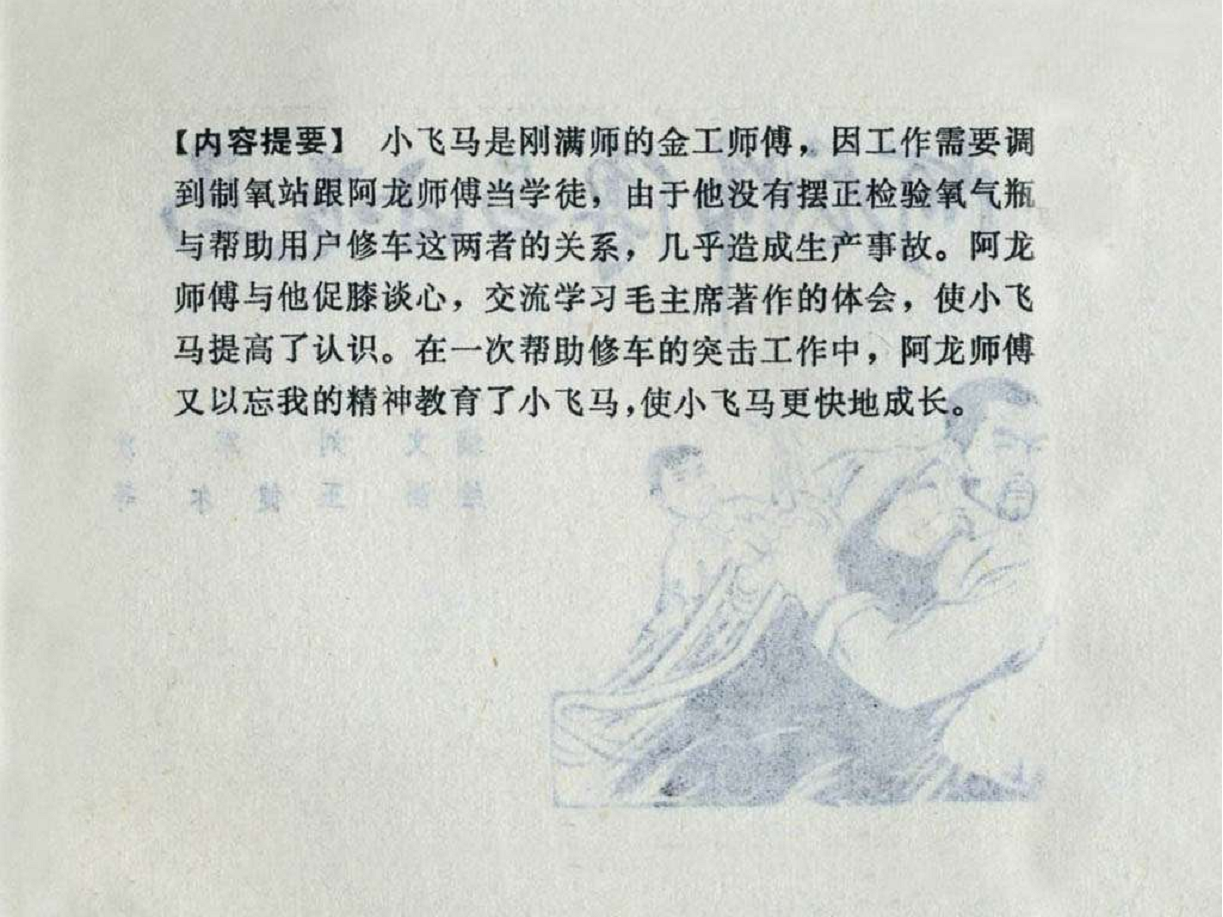 【内容提要】 小飞马是刚满师的金工师傅，因工作需要调
到制氧站跟阿龙师傅当学徒，由于他没有摆正检验氧气瓶
与帮助用户修车这两者的关系，几乎造成生产事故。阿龙
师傅与他促膝谈心，交流学习毛主席著作的体会，使小飞
马提高了认识。在一次帮助修车的突击工作中，阿龙师傅
又以忘我的精神教育了小飞马，使小飞马更快地成长。